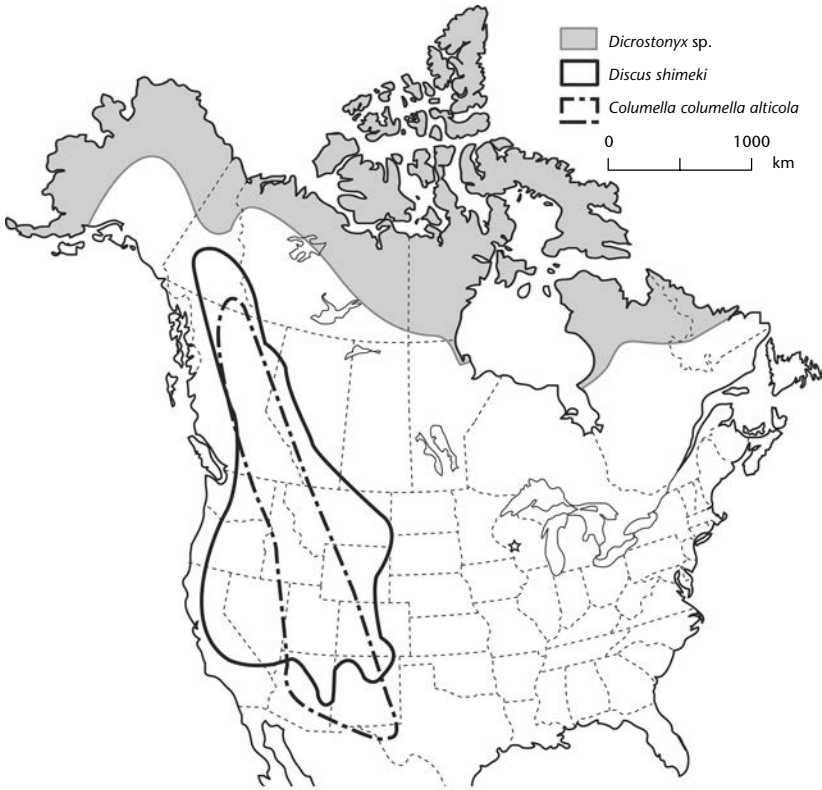 Dicrostonyx sp.
Discus shimeki
Columella columella alticola
0 1000
km